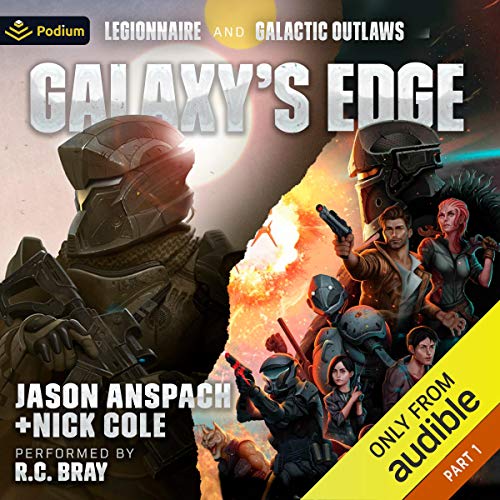 Podium
LEGIONNAIRE AND GALACTIC OUTLAWS
GALAXY'S EDGE
JASON ANSPACH
+NICK COLE
PERFORMED BY
R.C. BRAY
ONLY FROM
audible
PART 1